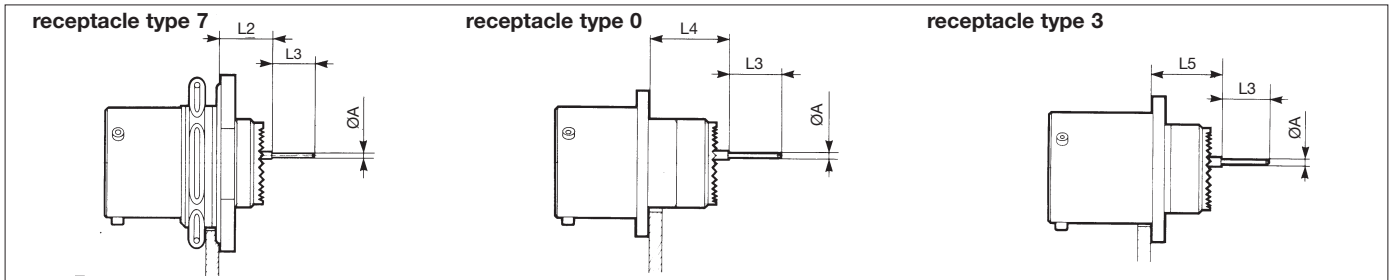 receptacle type 7
L2
L3
ØA
receptacle type 0
L4
L3
ØA
receptacle type 3
L5
L3
ØA